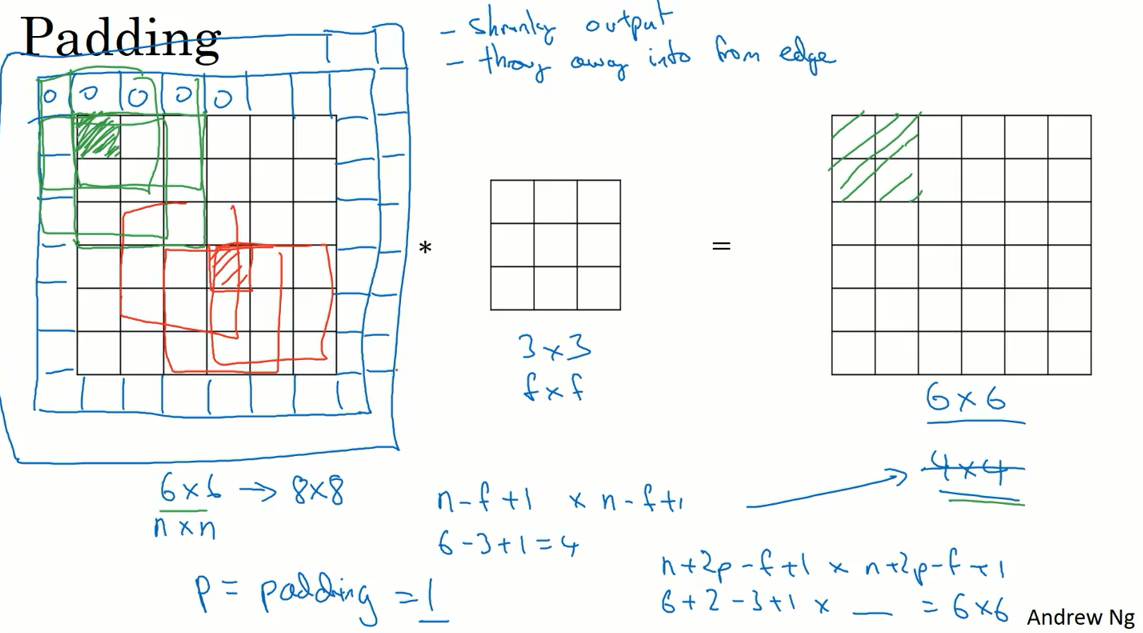 Padding
- shrinky output
- throw away info from edge
0 0 0 0 0
*
=
3×3
f×f
6×6
4×4
6×6 → 8×8
n×n
n-f+1 × n-f+1
6-3+1=4
p = padding = 1
n+2p-f+1 × n+2p-f+1
6+2-3+1 × __ = 6×6
Andrew Ng